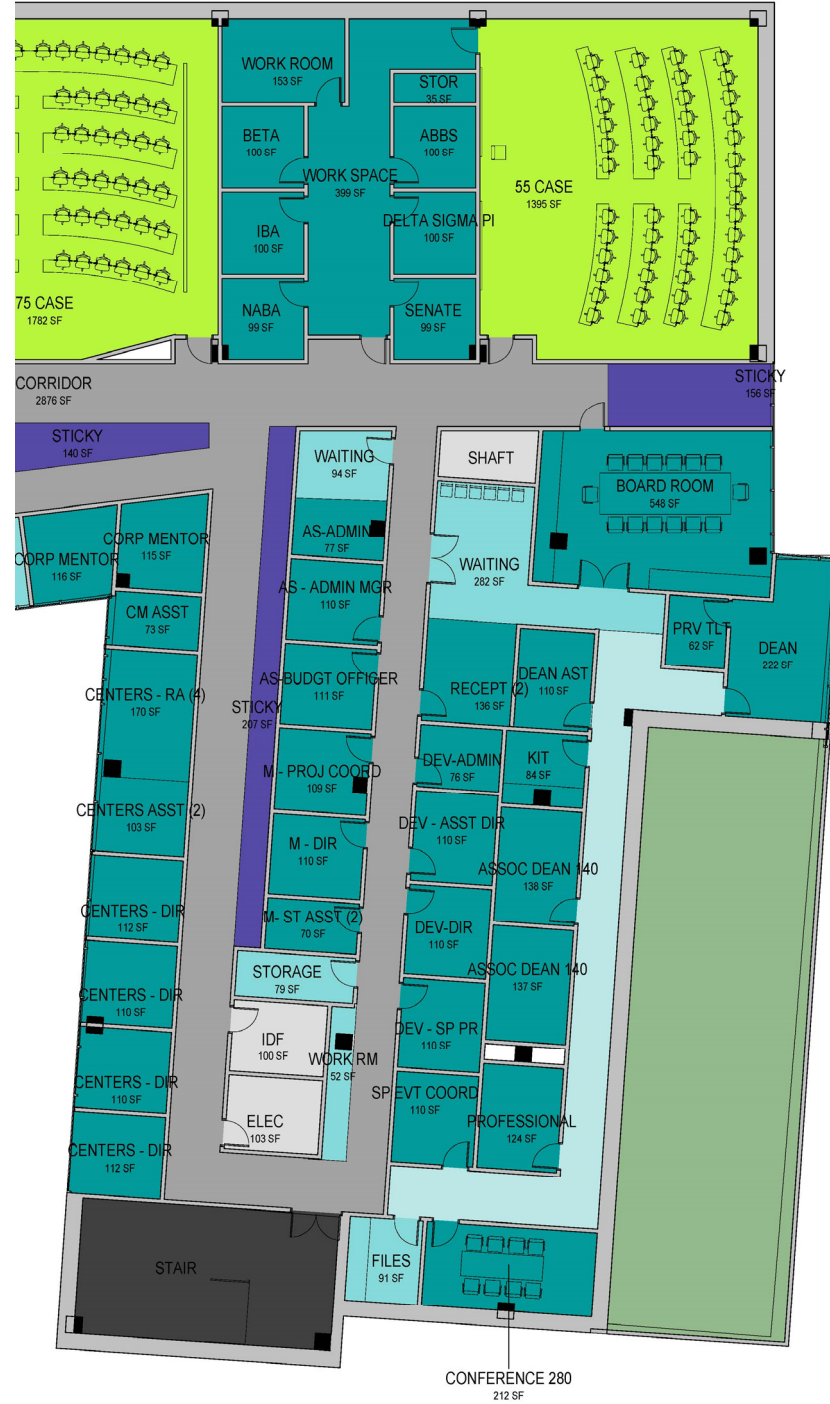 WORK ROOM
153 SF
STOR
35 SF
BETA
100 SF
ABBS
100 SF
WORK SPACE
399 SF
55 CASE
1395 SF
IBA
100 SF
DELTA SIGMA PI
100 SF
75 CASE
1782 SF
NABA
99 SF
SENATE
99 SF
CORRIDOR
2876 SF
STICKY
156 SF
STICKY
140 SF
WAITING
94 SF
SHAFT
BOARD ROOM
548 SF
CORP MENTOR
116 SF
CORP MENTOR
115 SF
AS-ADMIN
77 SF
WAITING
282 SF
AS - ADMIN MGR
110 SF
CM ASST
73 SF
PRV TLT
62 SF
DEAN
222 SF
CENTERS - RA (4)
170 SF
STICKY
207 SF
AS-BUDGT OFFICER
111 SF
RECEPT (2)
136 SF
DEAN AST
110 SF
M - PROJ COORD
109 SF
DEV-ADMIN
76 SF
KIT
84 SF
CENTERS ASST (2)
103 SF
M - DIR
110 SF
DEV - ASST DIR
110 SF
ASSOC DEAN 140
138 SF
CENTERS - DIR
112 SF
M- ST ASST (2)
70 SF
DEV-DIR
110 SF
ASSOC DEAN 140
137 SF
STORAGE
79 SF
CENTERS - DIR
110 SF
IDF
100 SF
WORK RM
52 SF
DEV - SP PR
110 SF
CENTERS - DIR
110 SF
ELEC
103 SF
SP EVT COORD
110 SF
PROFESSIONAL
124 SF
CENTERS - DIR
112 SF
STAIR
FILES
91 SF
CONFERENCE 280
212 SF